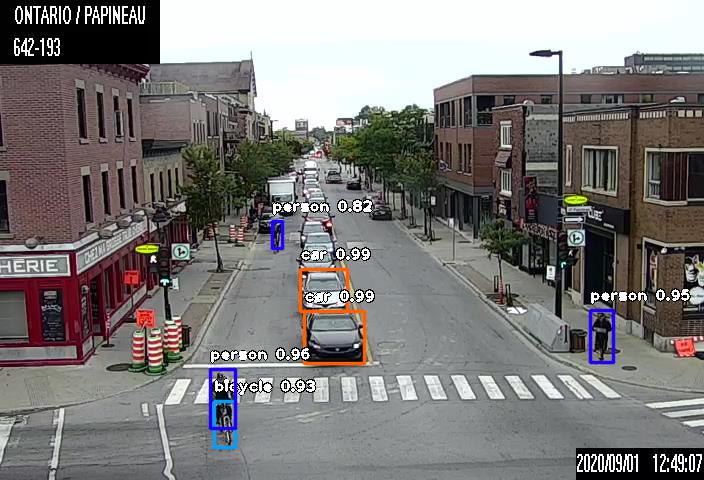 ONTARIO / PAPINEAU
642-193
person 0.82
car 0.99
car 0.99
person 0.95
person 0.96
bicycle 0.93
CHERIE
2020/09/01 12:49:07